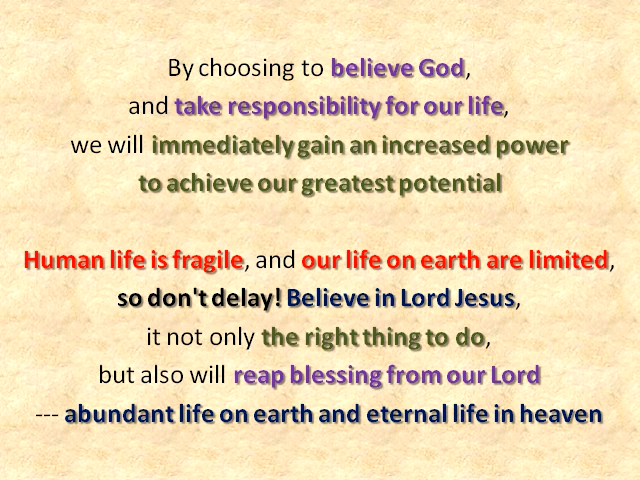 By choosing to believe God,
and take responsibility for our life,
we will immediately gain an increased power
to achieve our greatest potential
Human life is fragile, and our life on earth are limited,
so don't delay! Believe in Lord Jesus,
it not only the right thing to do,
but also will reap blessing from our Lord
--- abundant life on earth and eternal life in heaven